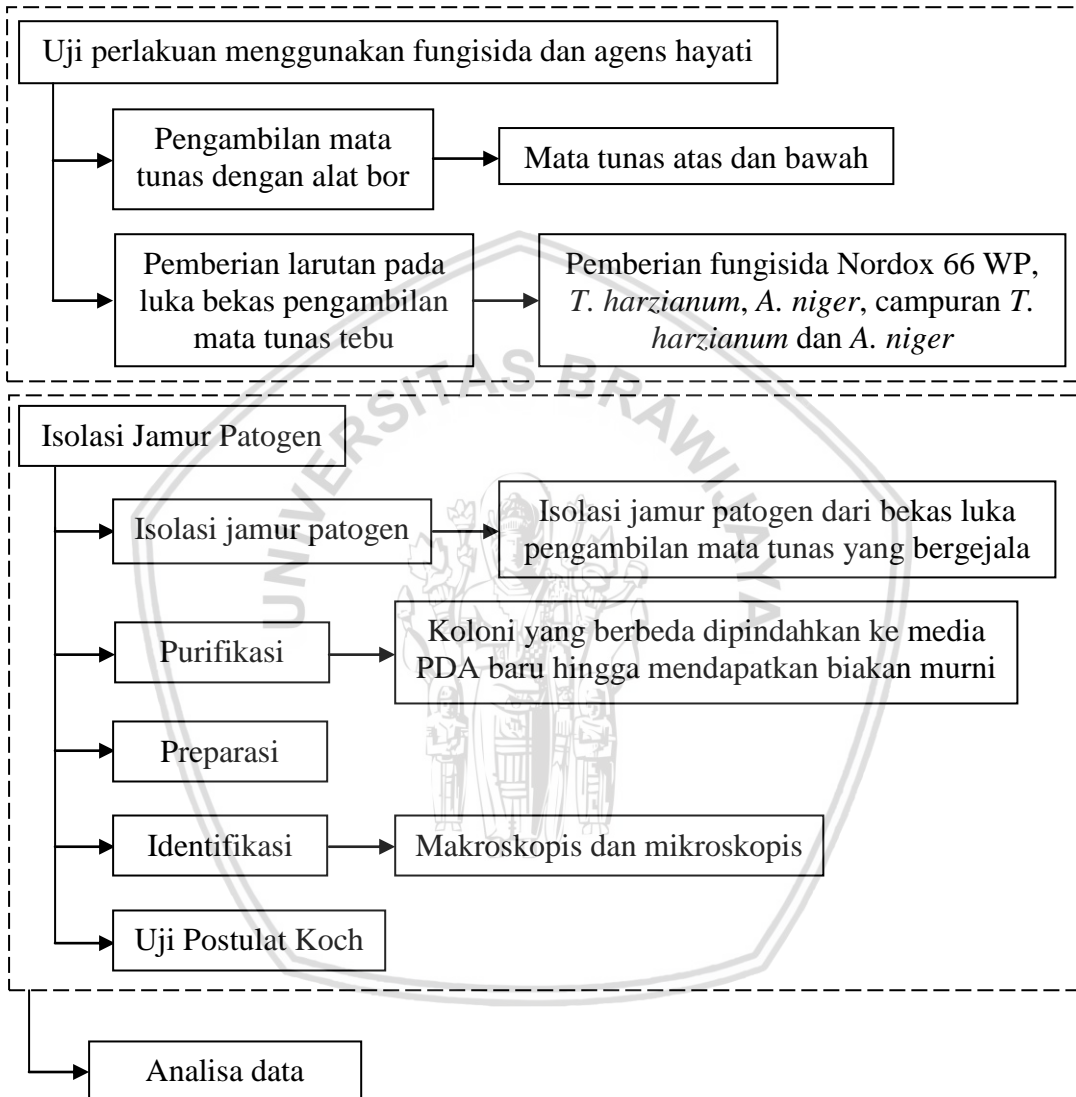 Uji perlakuan menggunakan fungisida dan agens hayati
Pengambilan mata
tunas dengan alat bor
Mata tunas atas dan bawah
Pemberian larutan pada
luka bekas pengambilan
mata tunas tebu
Pemberian fungisida Nordox 66 WP,
T. harzianum, A. niger, campuran T.
harzianum dan A. niger
UNIVERSITAS BRAWIJAYA
Isolasi Jamur Patogen
Isolasi jamur patogen
Isolasi jamur patogen dari bekas luka
pengambilan mata tunas yang bergejala
Purifikasi
Koloni yang berbeda dipindahkan ke media
PDA baru hingga mendapatkan biakan murni
Preparasi
Identifikasi
Makroskopis dan mikroskopis
Uji Postulat Koch
Analisa data